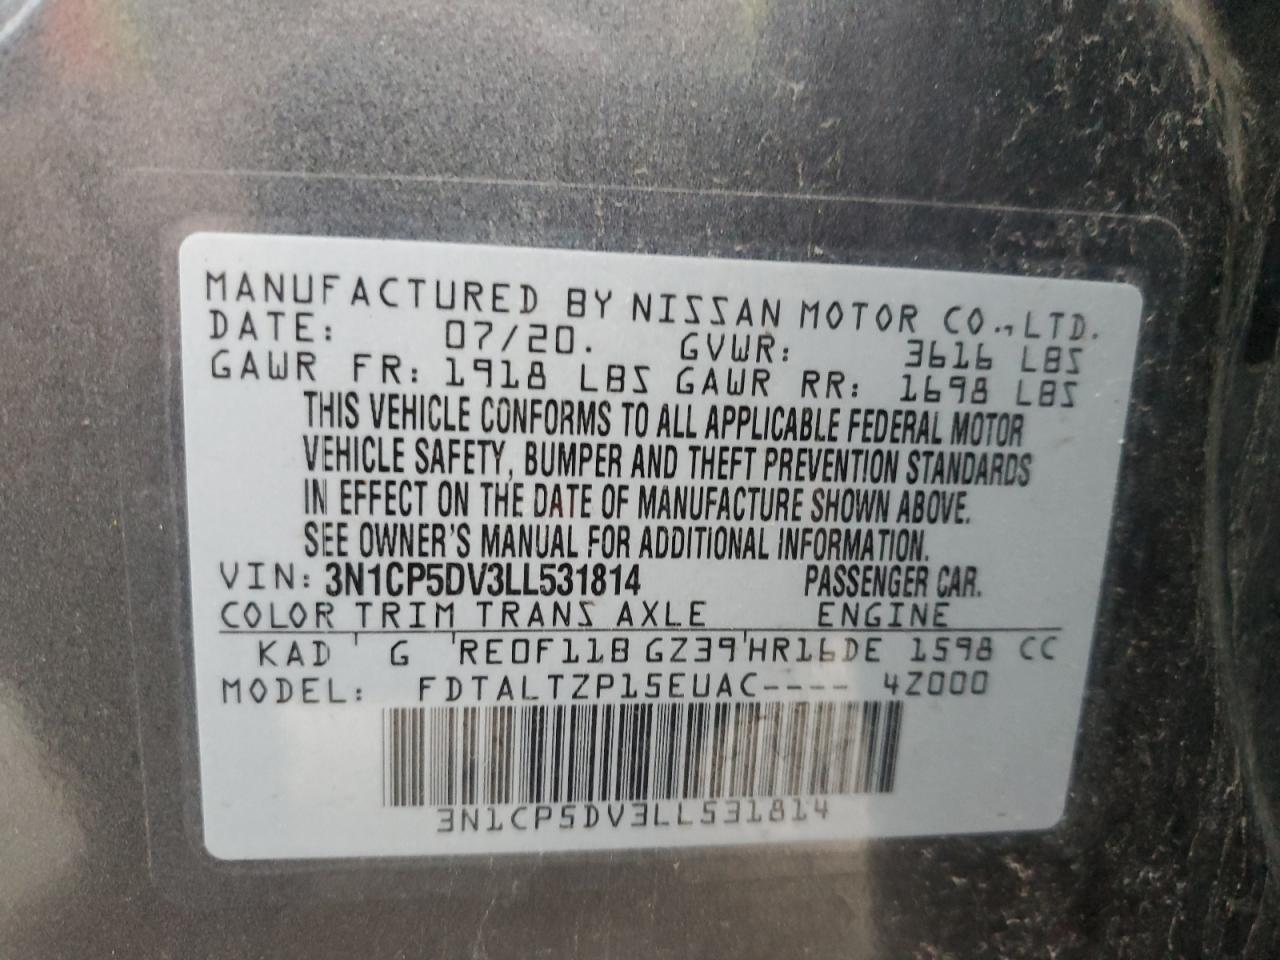 MANUFACTURED BY NISSAN MOTOR CO., LTD.
DATE: 07/20. GVWR: 3616 LBS
GAWR FR: 1918 LBS GAWR RR: 1698 LBS
THIS VEHICLE CONFORMS TO ALL APPLICABLE FEDERAL MOTOR
VEHICLE SAFETY, BUMPER AND THEFT PREVENTION STANDARDS
IN EFFECT ON THE DATE OF MANUFACTURE SHOWN ABOVE.
SEE OWNER'S MANUAL FOR ADDITIONAL INFORMATION.
VIN: 3N1CP5DV3LL531814 PASSENGER CAR.
COLOR TRIM TRANS AXLE ENGINE
KAD ' G 'RE0F11B GZ39'HR16DE 1598 CC
MODEL: FDTALTZP15EUAC---- 4Z000
3N1CP5DV3LL531814